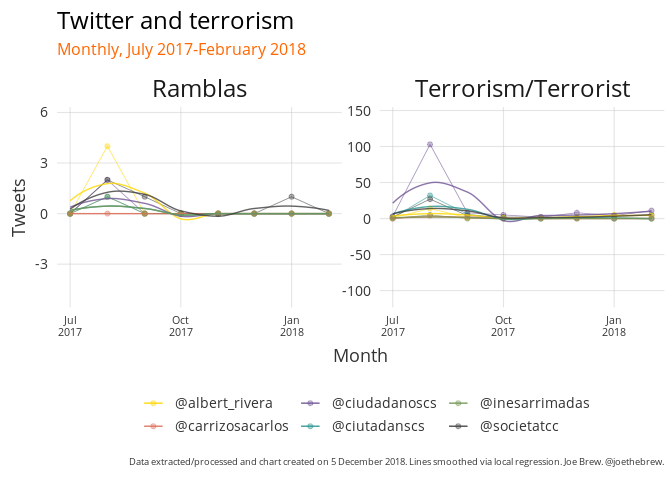 Twitter and terrorism
Monthly, July 2017-February 2018
Ramblas
Terrorism/Terrorist
6
3
0
-3
150
100
50
0
-50
-100
Tweets
Jul
2017
Oct
2017
Jan
2018
Jul
2017
Oct
2017
Jan
2018
Month
@albert_rivera
@ciudadanoscs
@inesarrimadas
@carrizosacarlos
@ciutadanscs
@societatcc
Data extracted/processed and chart created on 5 December 2018. Lines smoothed via local regression. Joe Brew. @joethebrew.